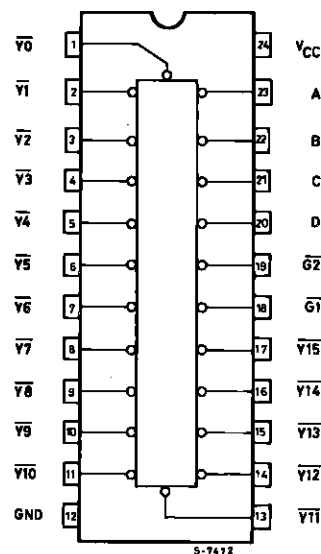 Y0 1 24 VCC
Y1 2 23 A
Y2 3 22 B
Y3 4 21 C
Y4 5 20 D
Y5 6 19 G2
Y6 7 18 G1
Y7 8 17 Y15
Y8 9 16 Y14
Y9 10 15 Y13
Y10 11 14 Y12
GND 12 13 Y11
S-7472